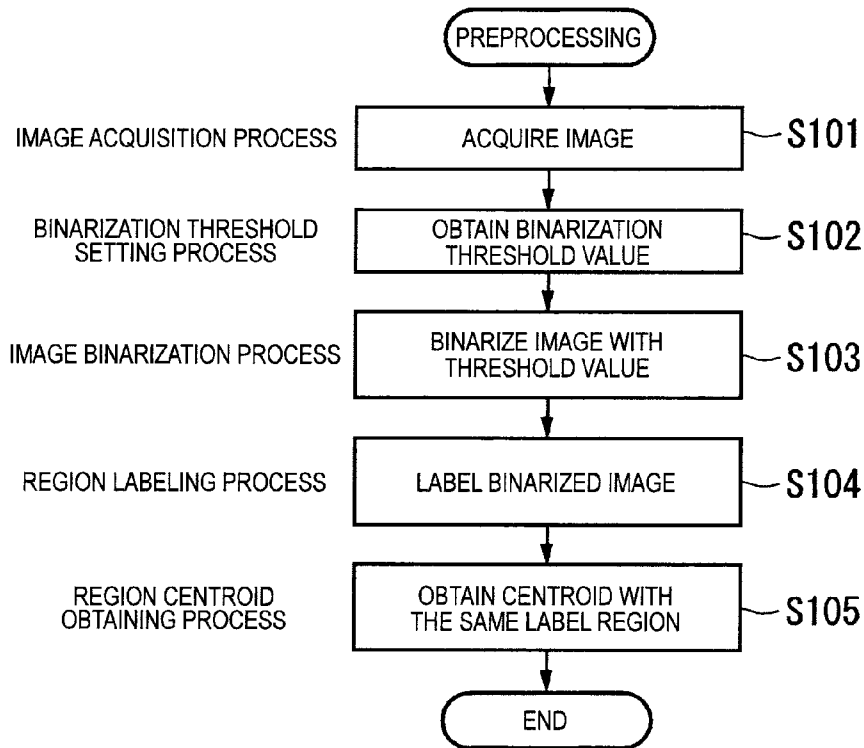 PREPROCESSING
IMAGE ACQUISITION PROCESS
ACQUIRE IMAGE
S101
BINARIZATION THRESHOLD
SETTING PROCESS
OBTAIN BINARIZATION
THRESHOLD VALUE
S102
IMAGE BINARIZATION PROCESS
BINARIZE IMAGE WITH
THRESHOLD VALUE
S103
REGION LABELING PROCESS
LABEL BINARIZED IMAGE
S104
REGION CENTROID
OBTAINING PROCESS
OBTAIN CENTROID WITH
THE SAME LABEL REGION
S105
END